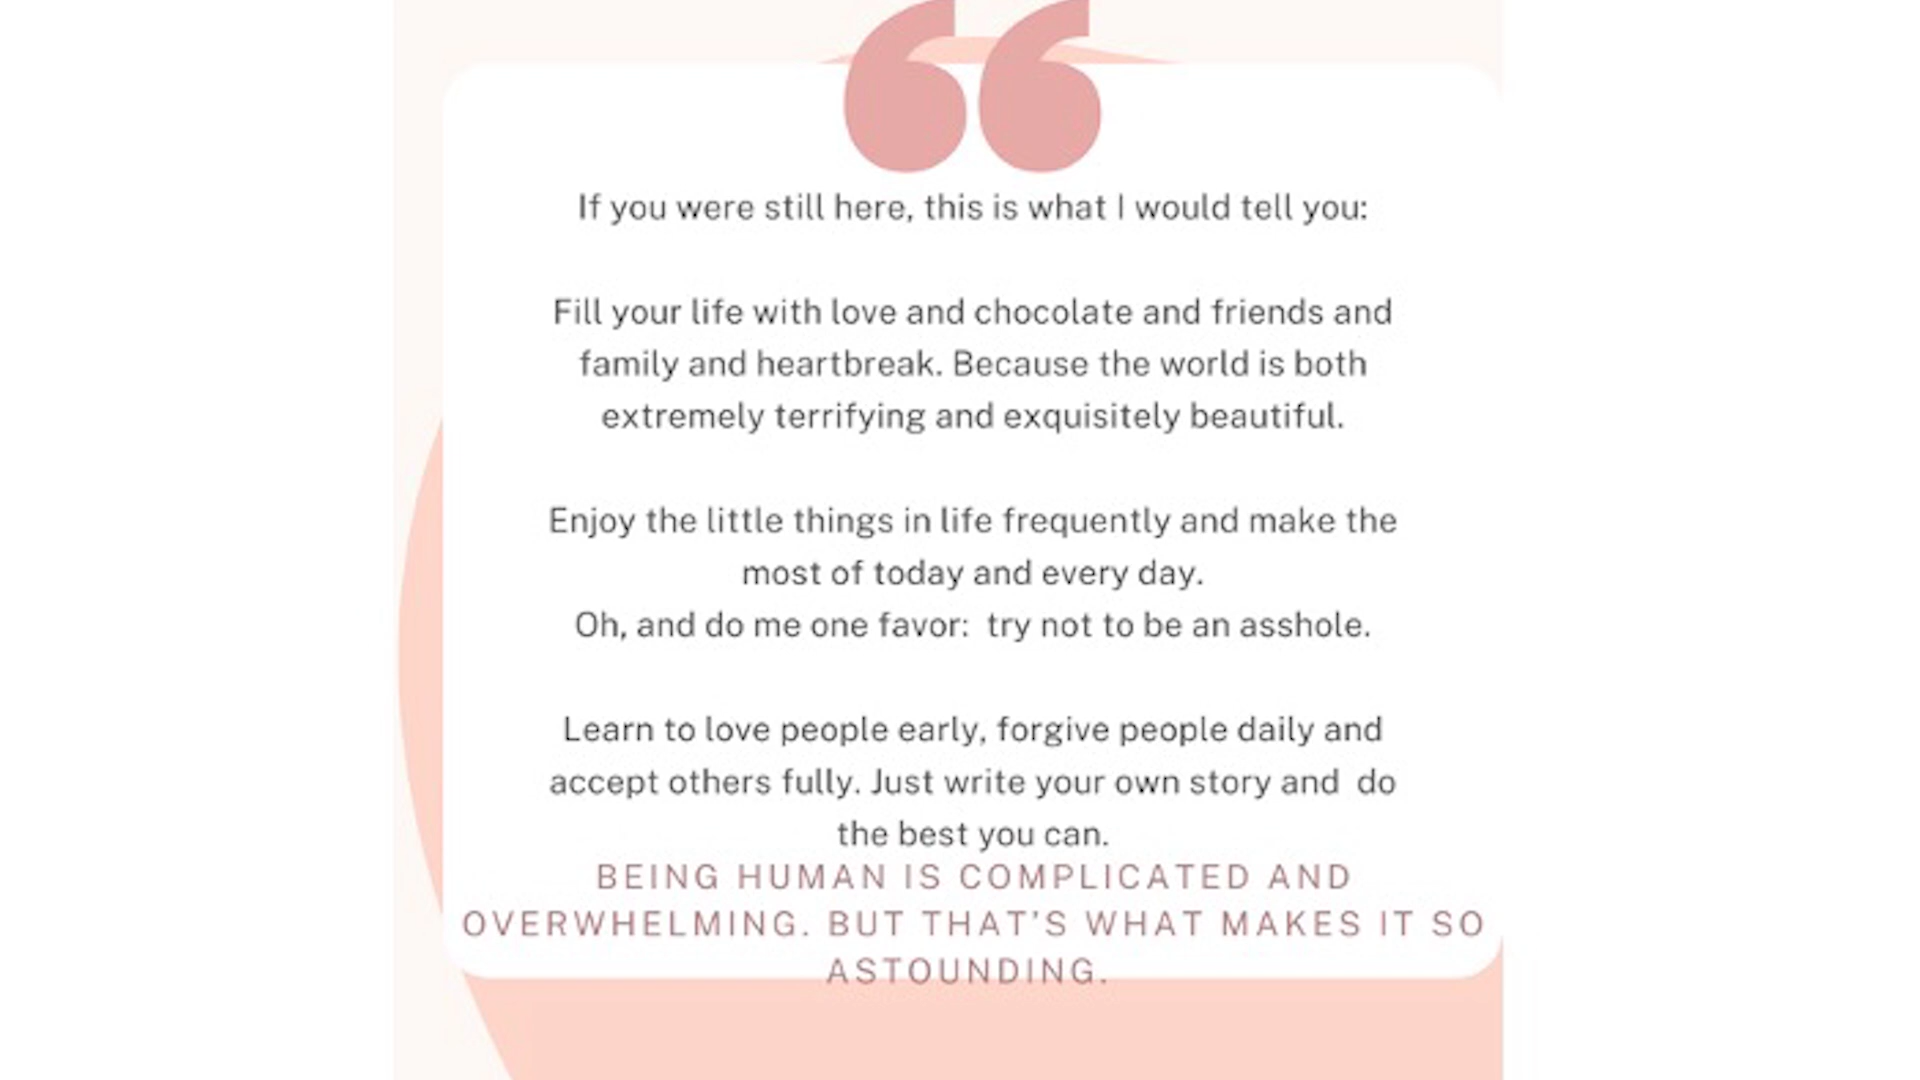 If you were still here, this is what I would tell you:
Fill your life with love and chocolate and friends and
family and heartbreak. Because the world is both
extremely terrifying and exquisitely beautiful.
Enjoy the little things in life frequently and make the
most of today and every day.
Oh, and do me one favor:  try not to be an asshole.
Learn to love people early, forgive people daily and
accept others fully. Just write your own story and  do
the best you can.
BEING HUMAN IS COMPLICATED AND
OVERWHELMING. BUT THAT'S WHAT MAKES IT SO
ASTOUNDING.